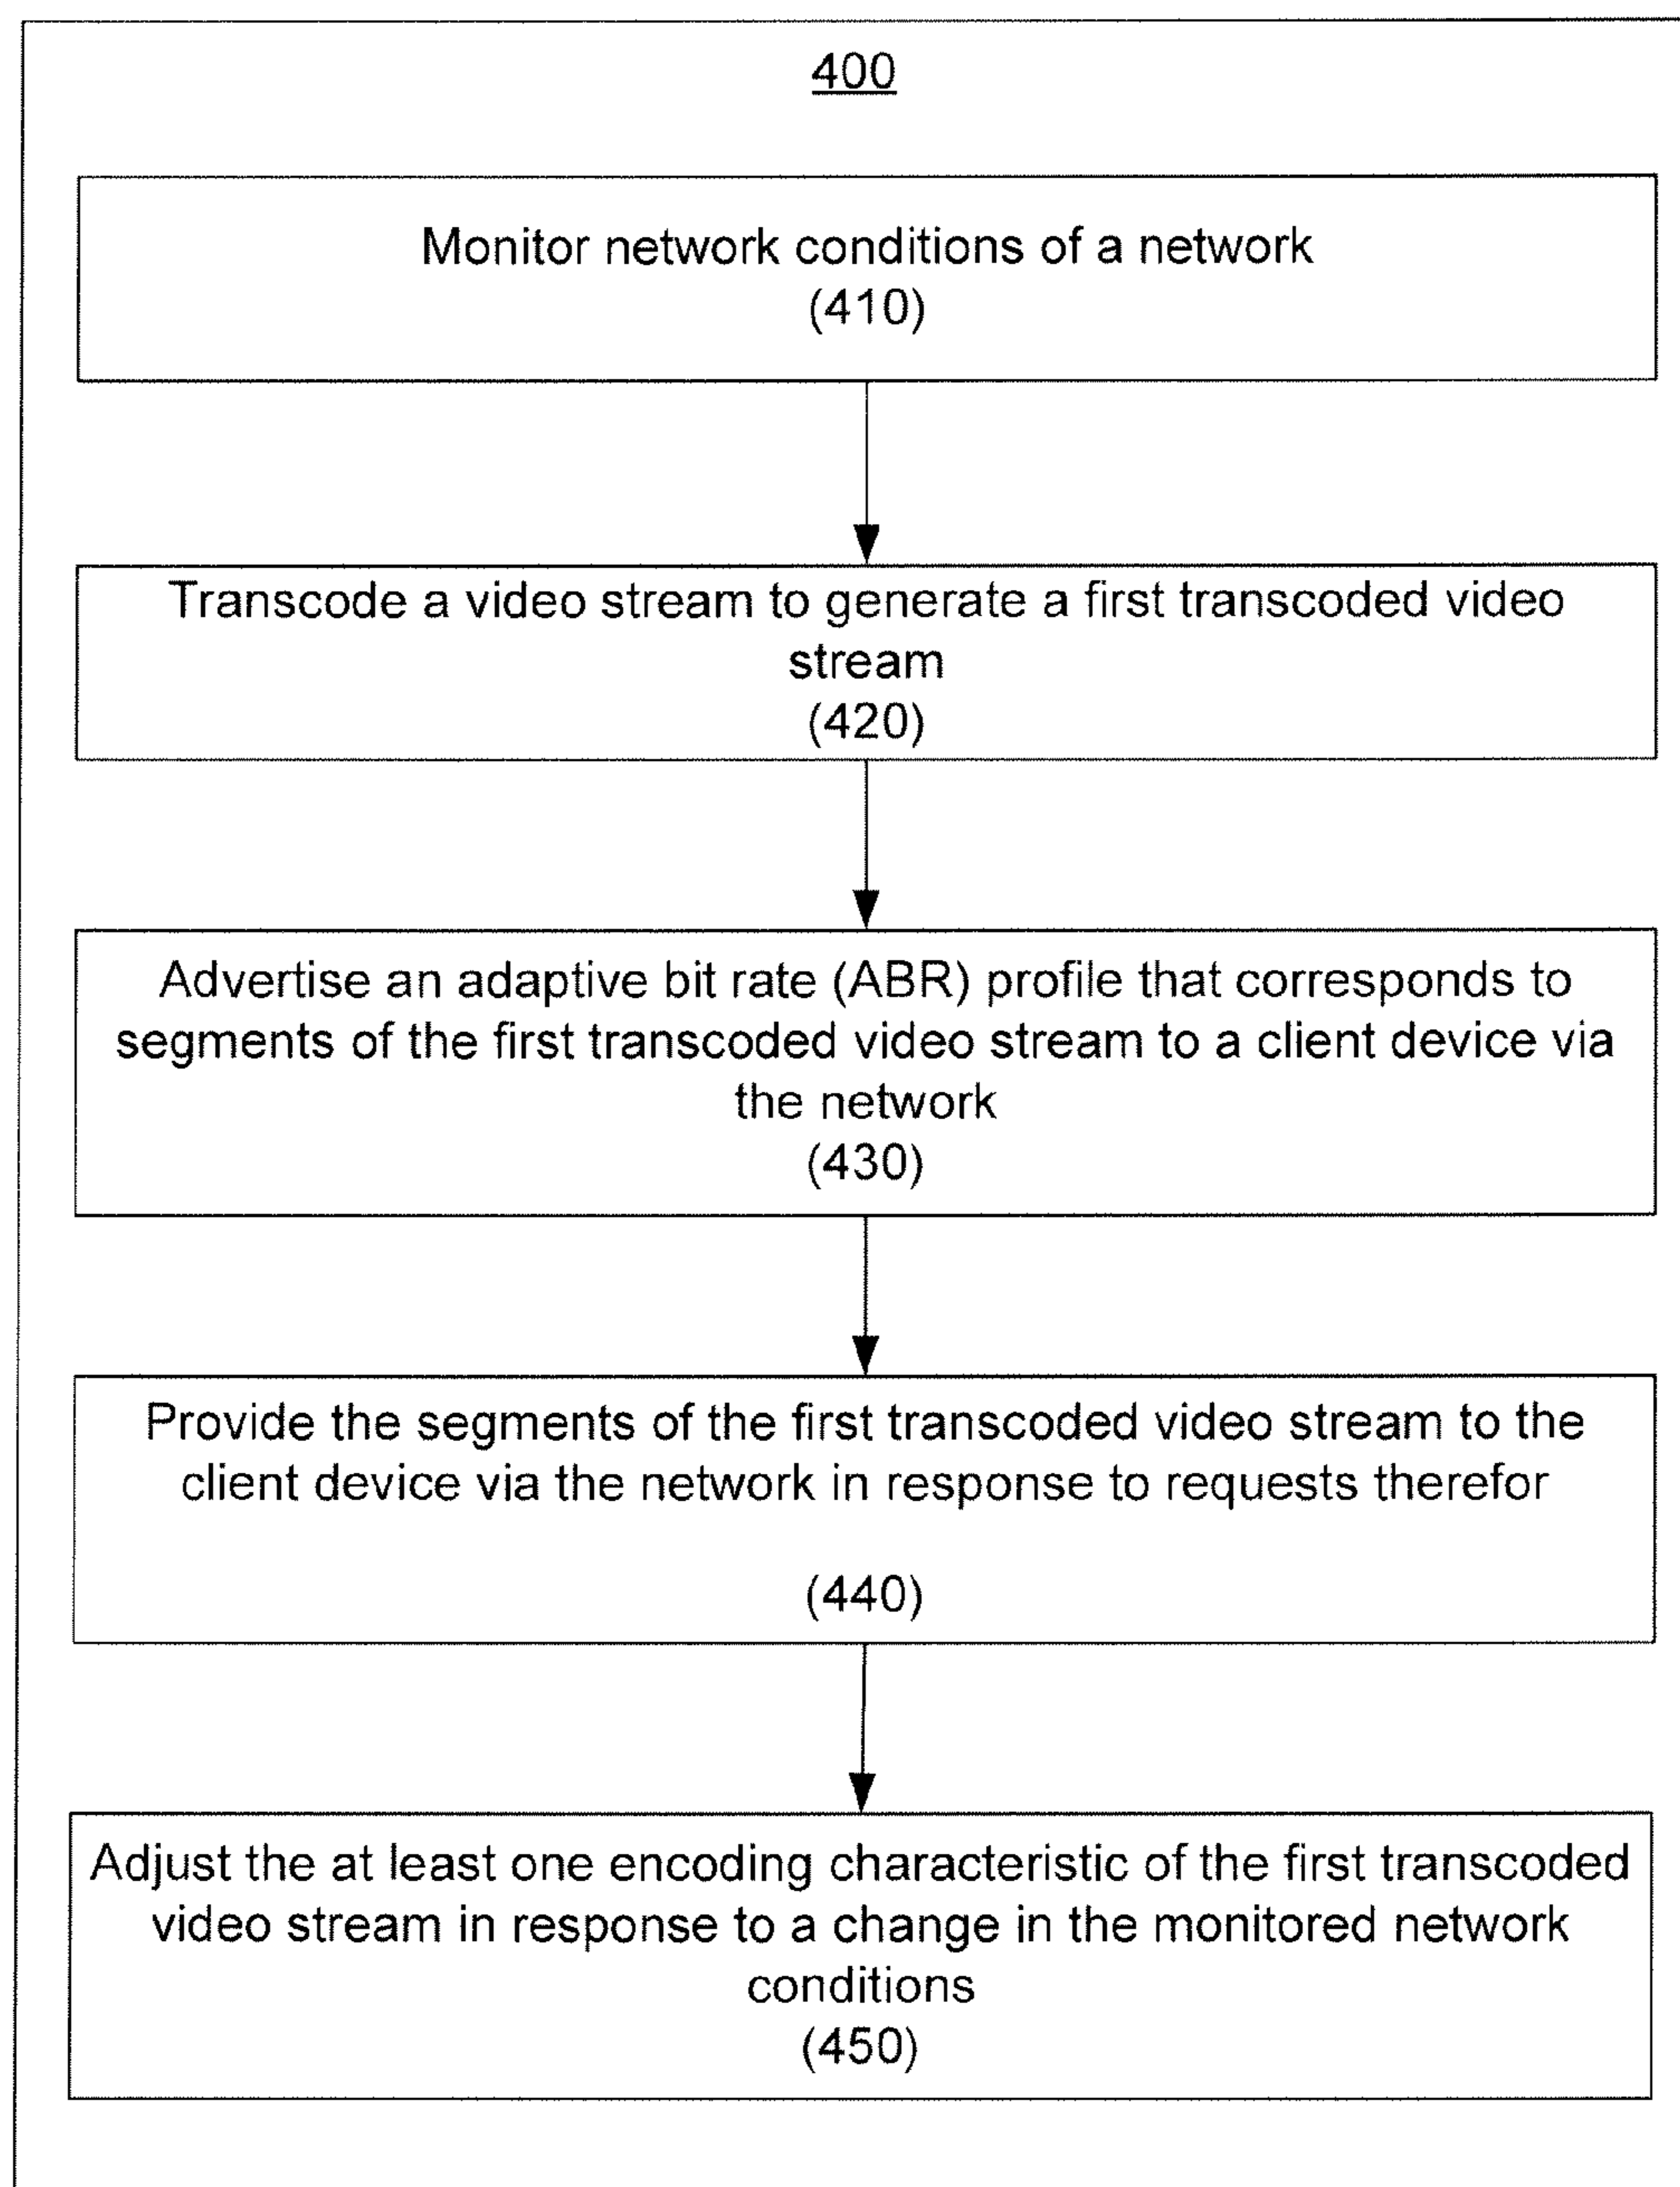 400
Monitor network conditions of a network
(410)
Transcode a video stream to generate a first transcoded video
stream
(420)
Advertise an adaptive bit rate (ABR) profile that corresponds to
segments of the first transcoded video stream to a client device via
the network
(430)
Provide the segments of the first transcoded video stream to the
client device via the network in response to requests therefor
(440)
Adjust the at least one encoding characteristic of the first transcoded
video stream in response to a change in the monitored network
conditions
(450)